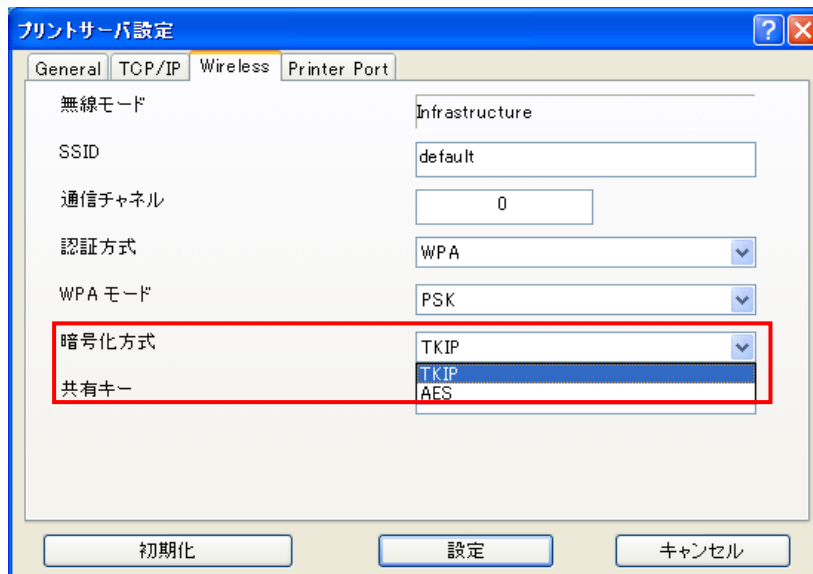 プリントサーバ設定
General TCP/IP Wireless Printer Port
無線モード Infrastructure
SSID default
通信チャネル 0
認証方式 WPA
WPA モード PSK
暗号化方式 TKIP
TKIP
共有キー AES
初期化 設定 キャンセル